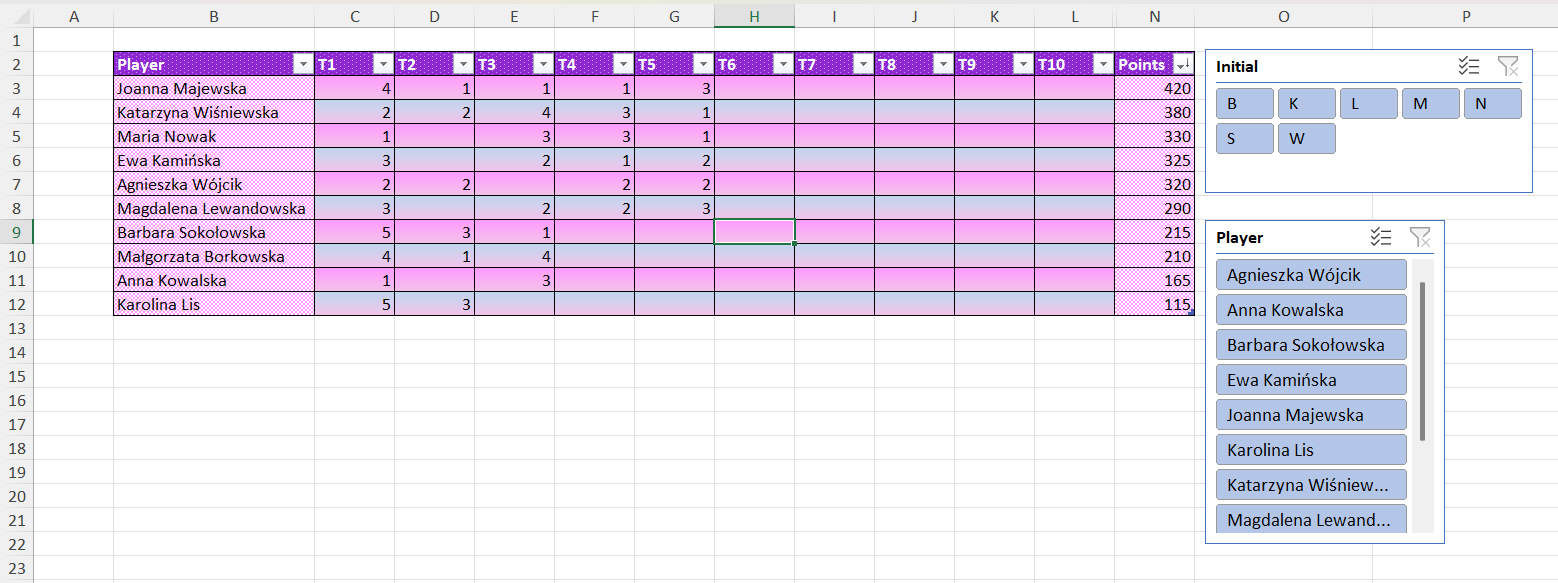 A B C D E F G H I J K L M N O P
1
2 Player T1 T2 T3 T4 T5 T6 T7 T8 T9 T10 Points
3 Joanna Majewska 4 1 1 1 3 420
4 Katarzyna Wiśniewska 2 2 4 3 1 380
5 Maria Nowak 1 3 3 1 330
6 Ewa Kamińska 3 2 1 2 325
7 Agnieszka Wójcik 2 2 2 2 320
8 Magdalena Lewandowska 3 2 2 3 290
9 Barbara Sokołowska 5 3 1 215
10 Małgorzata Borkowska 4 1 4 210
11 Anna Kowalska 1 3 165
12 Karolina Lis 5 3 115
13
14
15
16
17
18
19
20
21
22
23
Initial
B K L M N
S W
Player
Agnieszka Wójcik
Anna Kowalska
Barbara Sokołowska
Ewa Kamińska
Joanna Majewska
Karolina Lis
Katarzyna Wiśniew...
Magdalena Lewand...